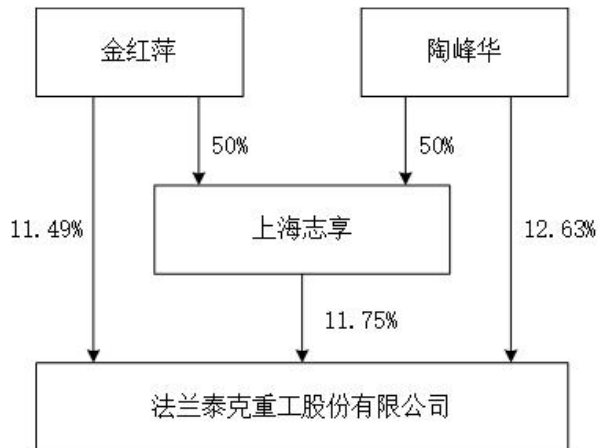 金红萍
陶峰华
50%
50%
11.49%
上海志享
12.63%
11.75%
法兰泰克重工股份有限公司